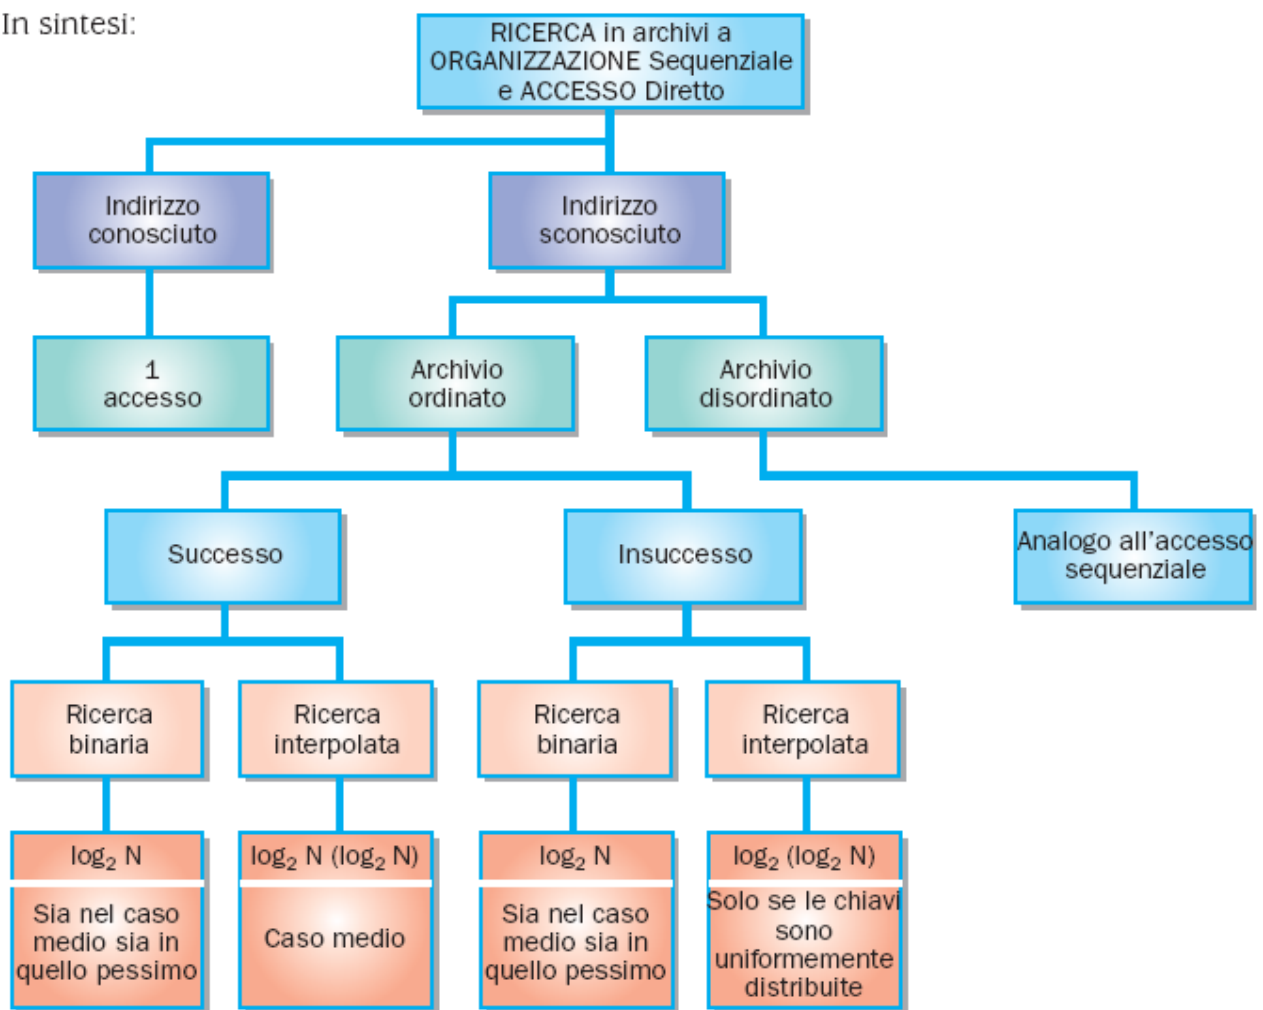 In sintesi:
RICERCA in archivi a
ORGANIZZAZIONE Sequenziale
e ACCESSO Diretto
Indirizzo
conosciuto
Indirizzo
sconosciuto
1
accesso
Archivio
ordinato
Archivio
disordinato
Successo
Insuccesso
Analogo all'accesso
sequenziale
Ricerca
binaria
Ricerca
interpolata
Ricerca
binaria
Ricerca
interpolata
log₂ N
Sia nel caso
medio sia in
quello pessimo
log₂ N (log₂ N)
Caso medio
log₂ N
Sia nel caso
medio sia in
quello pessimo
log₂ (log₂ N)
Solo se le chiavi
sono
uniformemente
distribuite